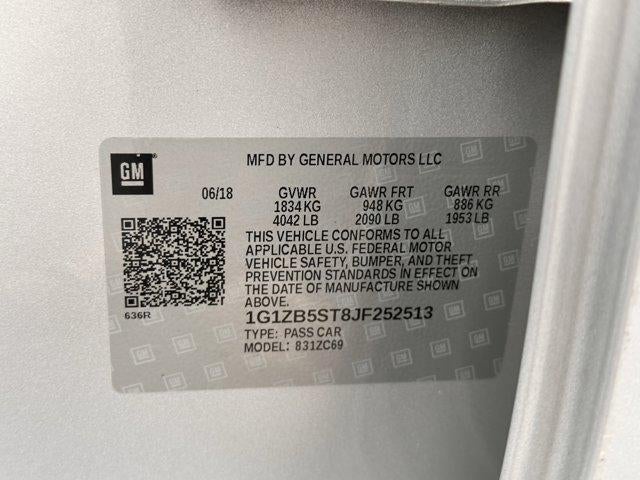 GM
MFD BY GENERAL MOTORS LLC
06/18 GVWR GAWR FRT GAWR RR
1834 KG 948 KG 886 KG
4042 LB 2090 LB 1953 LB
THIS VEHICLE CONFORMS TO ALL
APPLICABLE U.S. FEDERAL MOTOR
VEHICLE SAFETY, BUMPER, AND THEFT
PREVENTION STANDARDS IN EFFECT ON
THE DATE OF MANUFACTURE SHOWN
ABOVE.
636R
1G1ZB5ST8JF252513
TYPE: PASS CAR
MODEL: 831ZC69